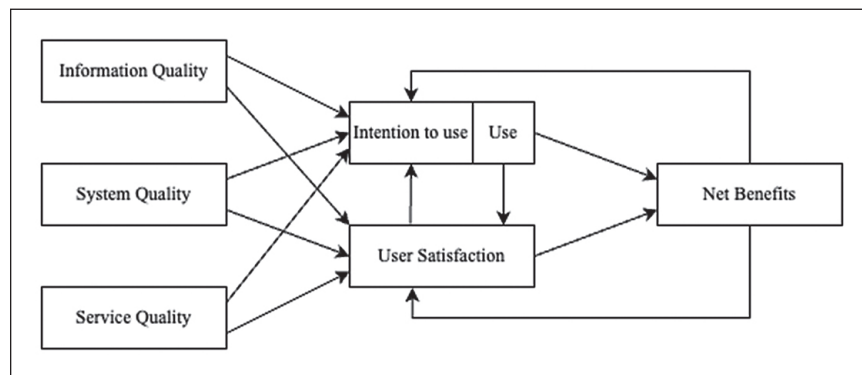 Information Quality
Intention to use
Use
System Quality
Net Benefits
User Satisfaction
Service Quality